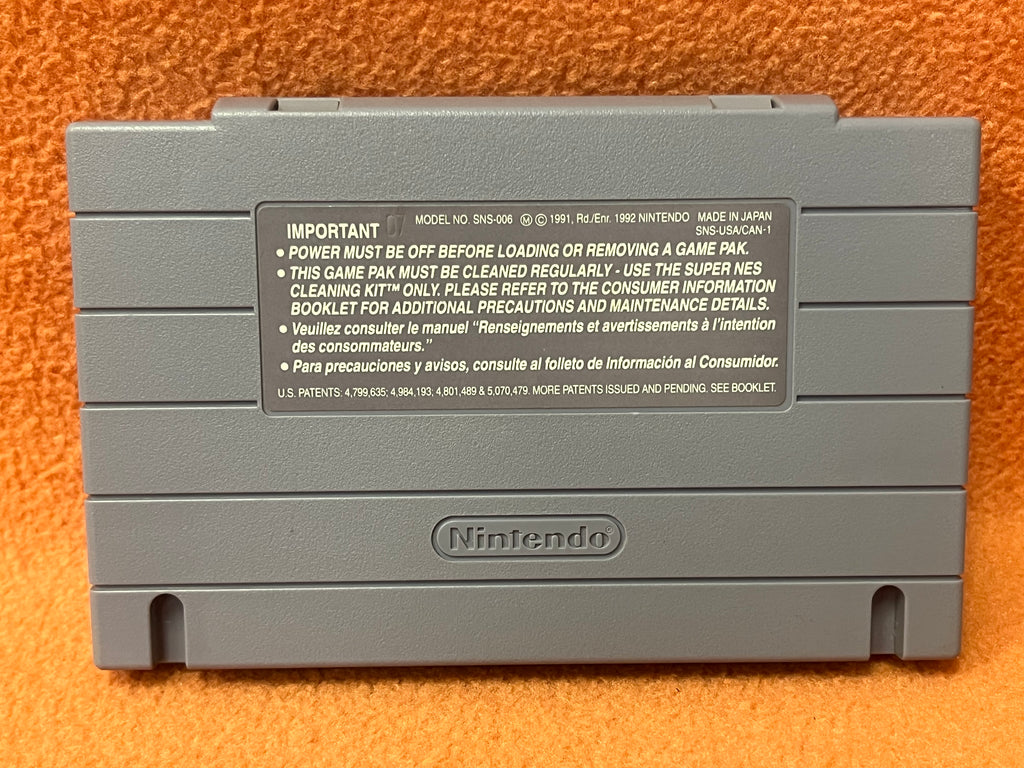 IMPORTANT 07 MODEL NO. SNS-006 Ⓜ © 1991, Rd./Enr. 1992 NINTENDO MADE IN JAPAN
SNS-USA/CAN-1
• POWER MUST BE OFF BEFORE LOADING OR REMOVING A GAME PAK.
• THIS GAME PAK MUST BE CLEANED REGULARLY - USE THE SUPER NES
CLEANING KIT™ ONLY. PLEASE REFER TO THE CONSUMER INFORMATION
BOOKLET FOR ADDITIONAL PRECAUTIONS AND MAINTENANCE DETAILS.
• Veuillez consulter le manuel “Renseignements et avertissements à l'intention
des consommateurs.”
• Para precauciones y avisos, consulte al folleto de Información al Consumidor.
U.S. PATENTS: 4,799,635; 4,984,193; 4,801,489 & 5,070,479. MORE PATENTS ISSUED AND PENDING. SEE BOOKLET.
Nintendo®